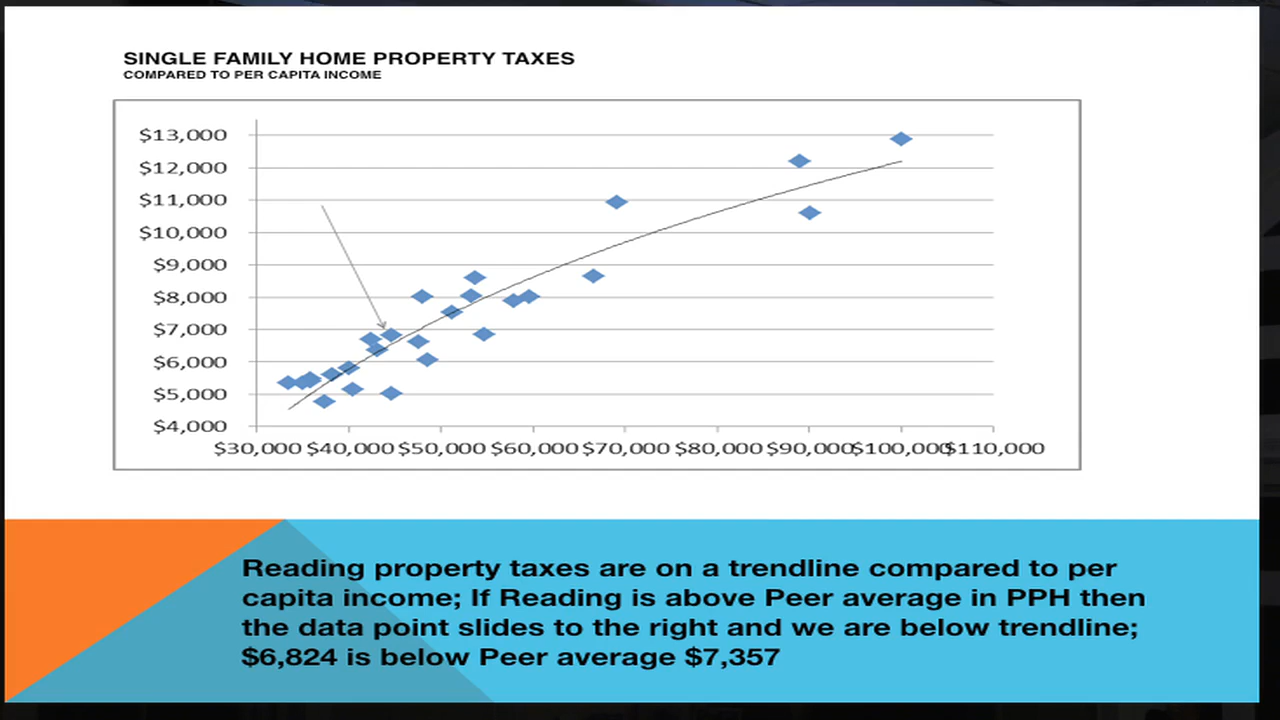 SINGLE FAMILY HOME PROPERTY TAXES
COMPARED TO PER CAPITA INCOME
$13,000
$12,000
$11,000
$10,000
$9,000
$8,000
$7,000
$6,000
$5,000
$4,000
$30,000 $40,000 $50,000 $60,000 $70,000 $80,000 $90,000 $100,000 $110,000
Reading property taxes are on a trendline compared to per
capita income; If Reading is above Peer average in PPH then
the data point slides to the right and we are below trendline;
$6,824 is below Peer average $7,357